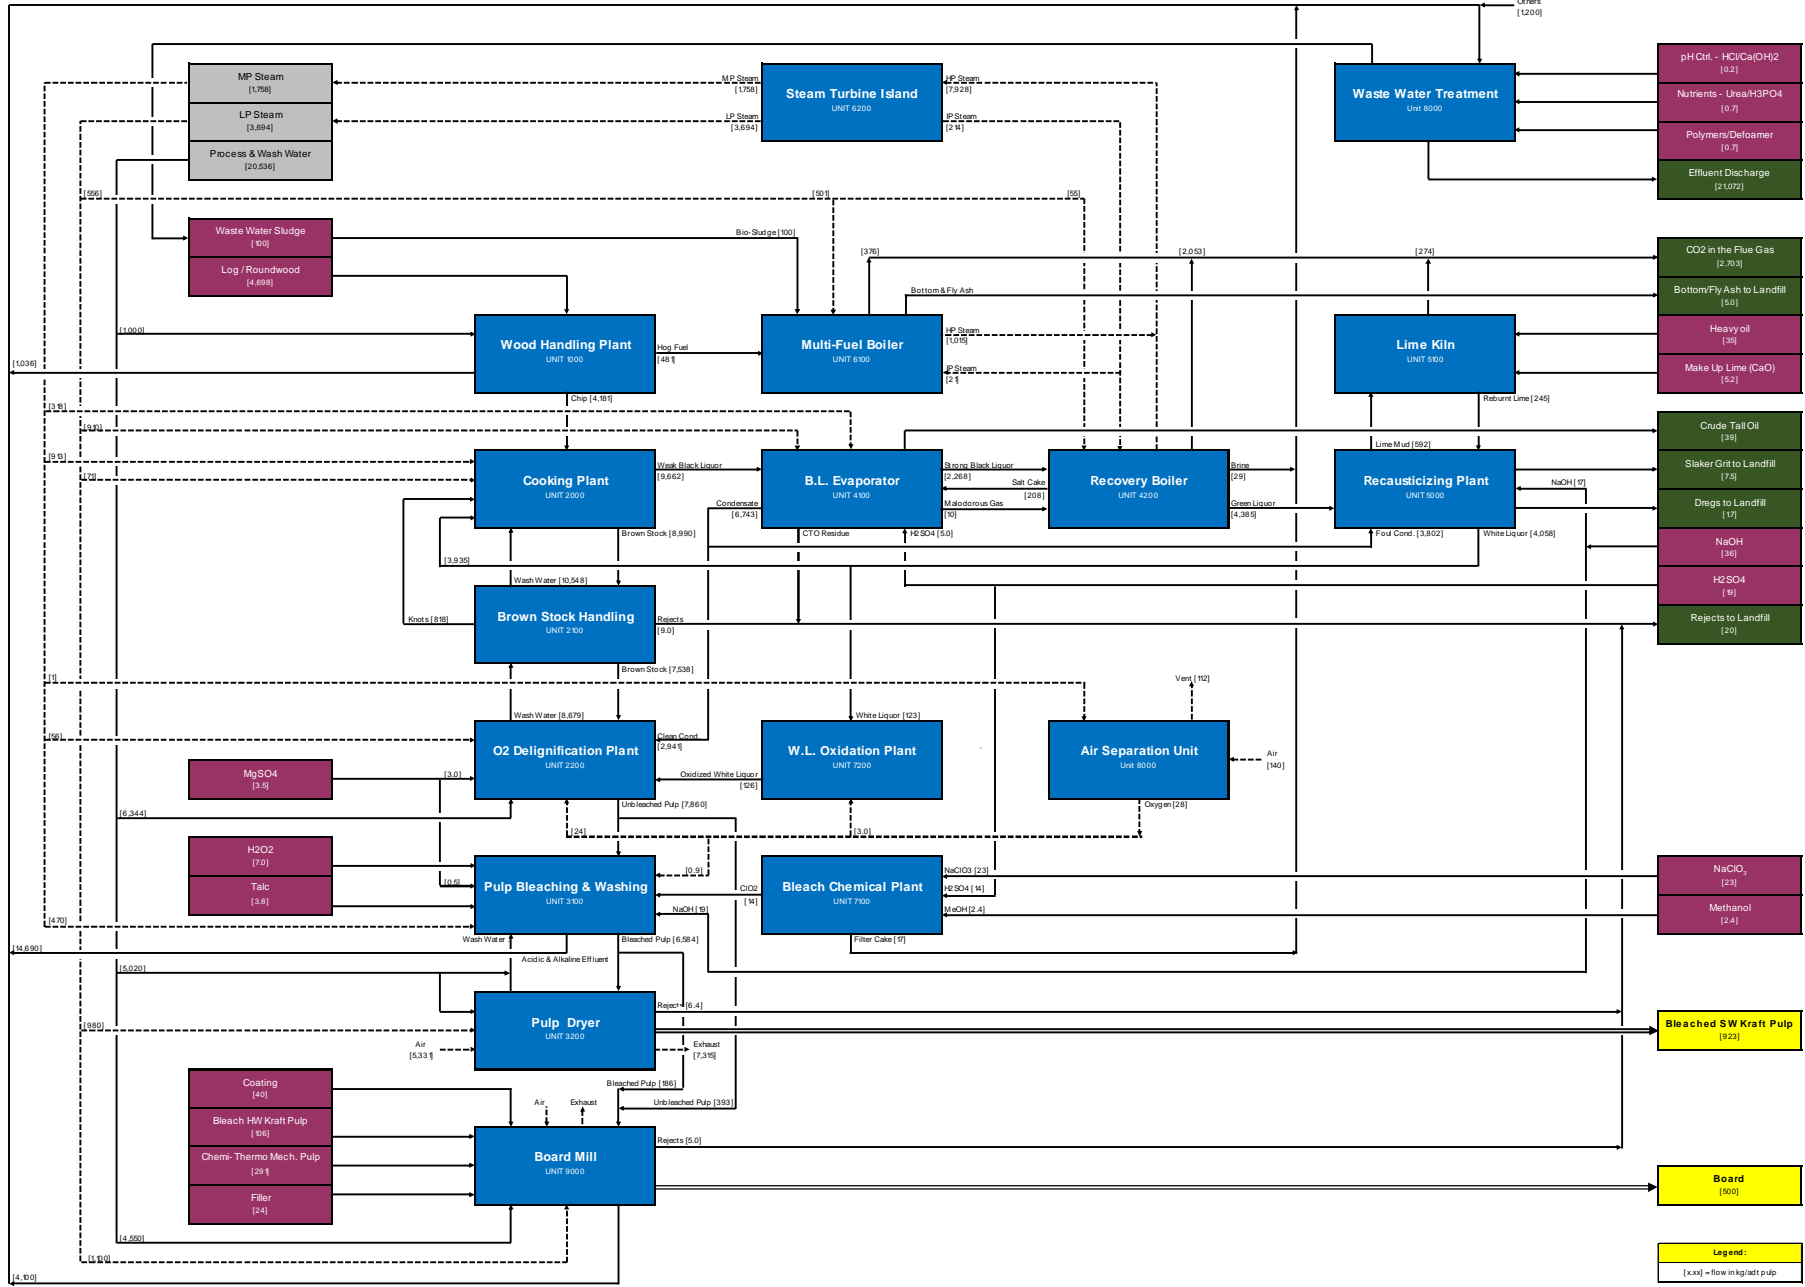 Others
[1,200]
MP Steam
[1,758]
LP Steam
[3,694]
Process & Wash Water
[20,536]
MP Steam
[1,758]
LP Steam
[3,694]
Steam Turbine Island
UNIT 6200
HP Steam
[7,928]
IP Steam
[214]
Waste Water Treatment
Unit 8000
pH Ctrl. - HCl/Ca(OH)2
[0.2]
Nutrients - Urea/H3PO4
[0.7]
Polymers/Defoamer
[0.7]
Effluent Discharge
[21,072]
[556]
[501]
[55]
Waste Water Sludge
[100]
Log / Roundwood
[4,698]
Bio-Sludge [100]
[376]
[2,053]
[274]
CO2 in the Flue Gas
[2,703]
Bottom/Fly Ash to Landfill
[5.0]
Heavy oil
[35]
Make Up Lime (CaO)
[5.2]
Bottom & Fly Ash
[1,000]
[1,036]
Wood Handling Plant
UNIT 1000
Hog Fuel
[481]
Multi-Fuel Boiler
UNIT 6100
HP Steam
[1,015]
IP Steam
[21]
Lime Kiln
UNIT 5100
Chip [4,181]
Reburnt Lime [245]
[318]
[910]
[913]
[71]
Lime Mud [592]
Crude Tall Oil
[39]
Slaker Grit to Landfill
[7.5]
Dregs to Landfill
[1.7]
NaOH
[36]
H2SO4
[19]
Rejects to Landfill
[20]
Cooking Plant
UNIT 2000
Weak Black Liquor
[9,662]
Condensate
[6,743]
B.L. Evaporator
UNIT 4100
Strong Black Liquor
[2,268]
Salt Cake
[208]
Malodorous Gas
[10]
Recovery Boiler
UNIT 4200
Brine
[29]
Green Liquor
[4,385]
Recausticizing Plant
UNIT 5000
NaOH [17]
Brown Stock [8,990]
CTO Residue
H2SO4 [5.0]
Foul Cond. [3,802]
White Liquor [4,058]
[3,935]
Wash Water [10,548]
Knots [818]
Brown Stock Handling
UNIT 2100
Rejects
[9.0]
Brown Stock [7,538]
[1]
Vent [112]
Wash Water [8,679]
White Liquor [123]
[56]
O2 Delignification Plant
UNIT 2200
Clean Cond.
[2,941]
Oxidized White Liquor
[126]
W.L. Oxidation Plant
UNIT 7200
Air Separation Unit
Unit 8000
Air
[140]
MgSO4
[3.5]
[3.0]
Unbleached Pulp [7,860]
Oxygen [28]
[6,344]
[24]
[3.0]
H2O2
[7.0]
Talc
[3.8]
[0.5]
Pulp Bleaching & Washing
UNIT 3100
[0.9]
ClO2
[14]
NaOH [19]
Bleach Chemical Plant
UNIT 7100
NaClO3 [23]
H2SO4 [14]
MeOH [2.4]
NaClO3
[23]
Methanol
[2.4]
[470]
[14,690]
Wash Water
Bleached Pulp [6,584]
Filter Cake [17]
Acidic & Alkaline Effluent
[5,020]
[980]
Pulp Dryer
UNIT 3200
Rejects [6.4]
Air
[5,331]
Exhaust
[7,315]
Bleached SW Kraft Pulp
[923]
Coating
[40]
Bleach HW Kraft Pulp
[106]
Chemi-Thermo Mech. Pulp
[291]
Filler
[24]
Bleached Pulp [186]
Air
Exhaust
Unbleached Pulp [393]
Board Mill
UNIT 9000
Rejects [5.0]
Board
[500]
[4,550]
[1,100]
[4,100]
Legend:
[x.xx] = flow in kg/adt pulp